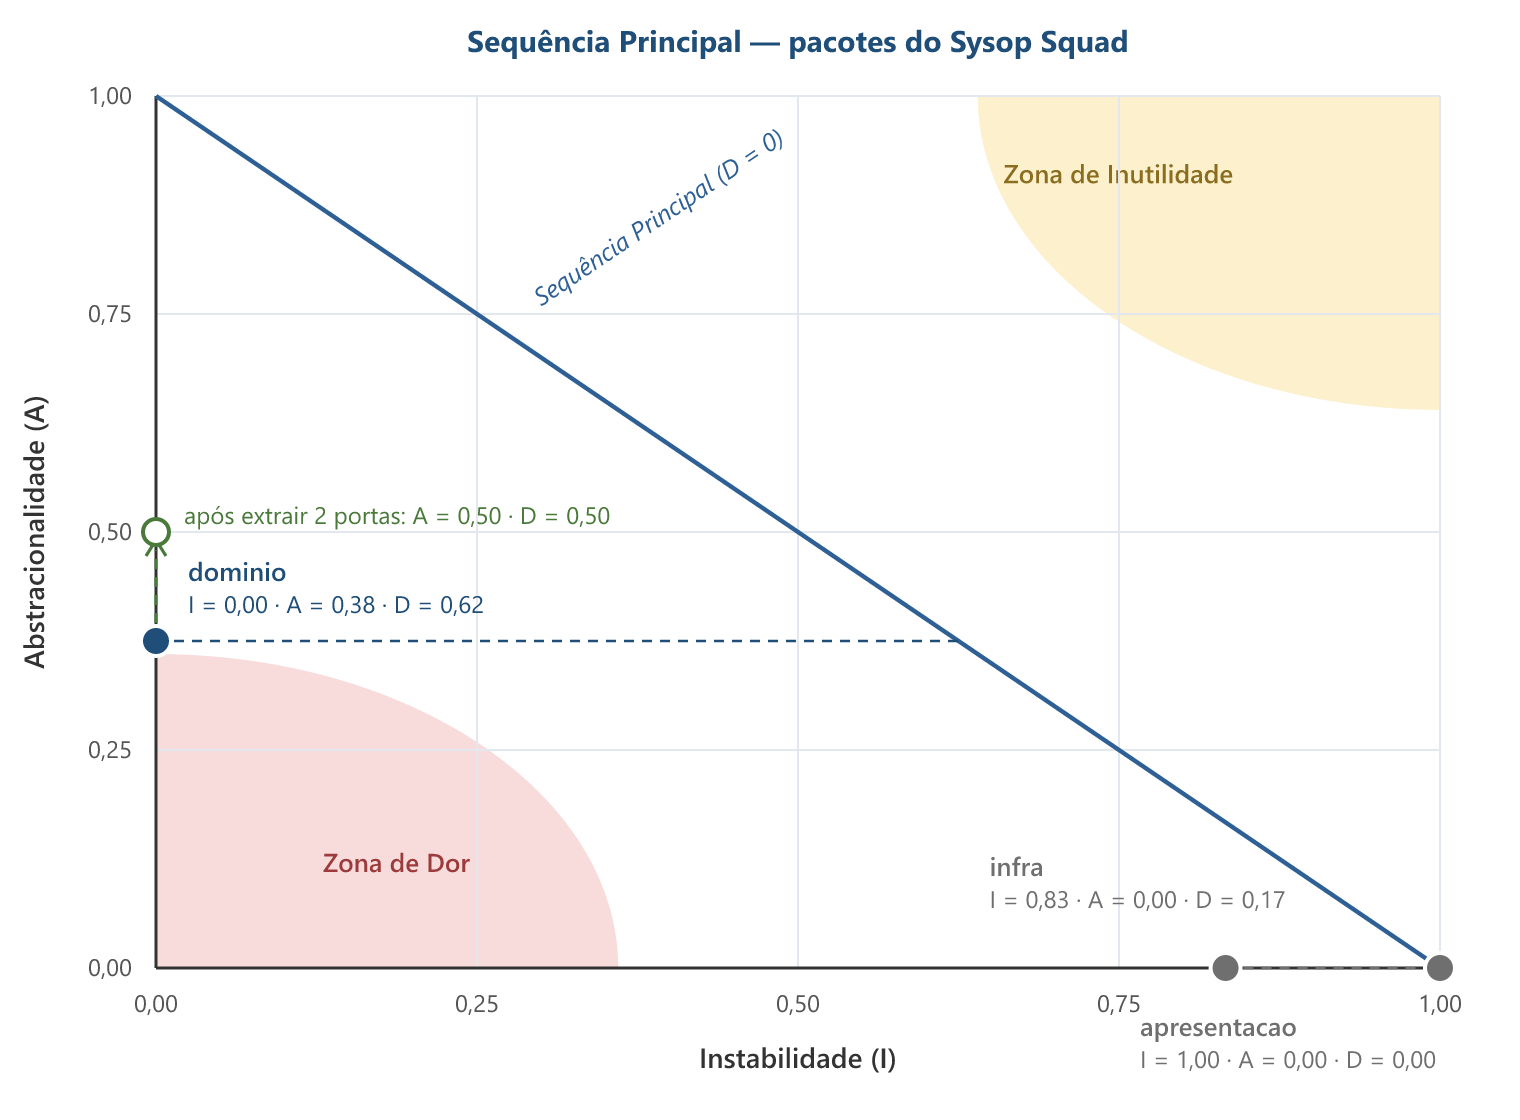 Sequência Principal — pacotes do Sysop Squad
1,00
Sequência Principal (D = 0)
Zona de Inutilidade
0,75
Abstracionalidade (A)
após extrair 2 portas: A = 0,50 · D = 0,50
0,50
dominio
I = 0,00 · A = 0,38 · D = 0,62
0,25
Zona de Dor
infra
I = 0,83 · A = 0,00 · D = 0,17
0,00
0,00 0,25 0,50 0,75 1,00
apresentacao
I = 1,00 · A = 0,00 · D = 0,00
Instabilidade (I)